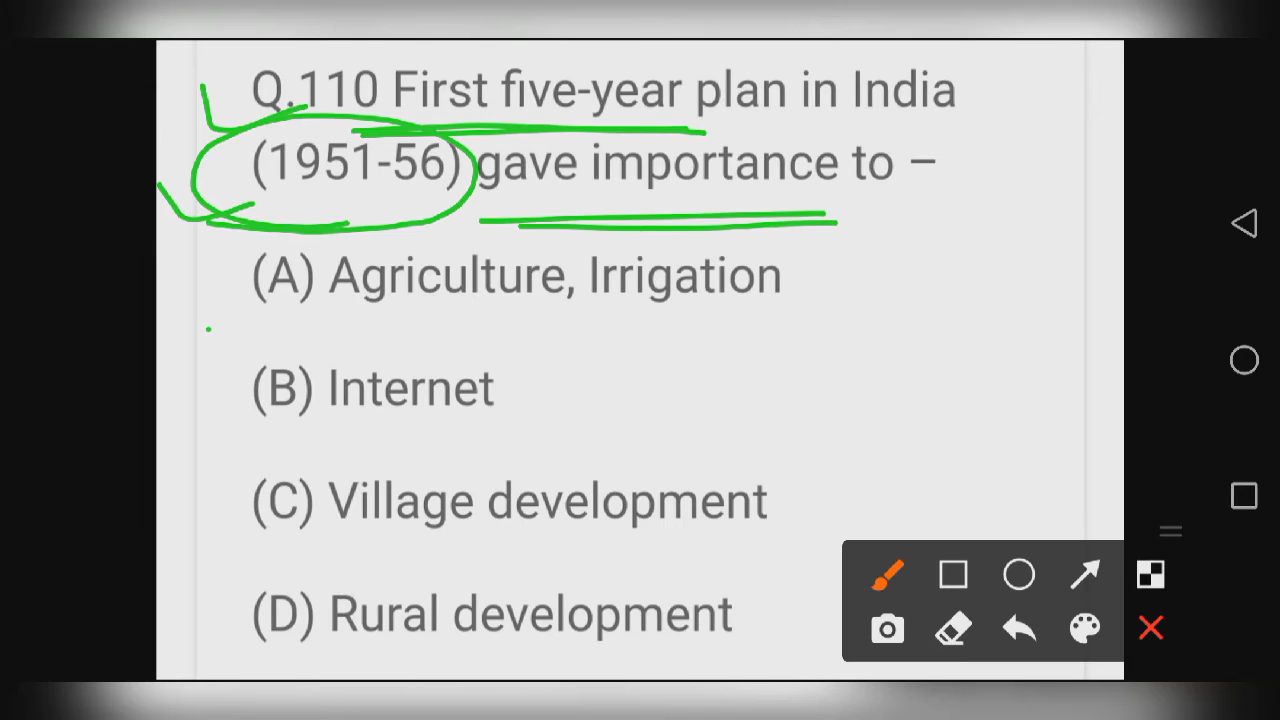 Q.110 First five-year plan in India
(1951-56) gave importance to –
(A) Agriculture, Irrigation
(B) Internet
(C) Village development
(D) Rural development